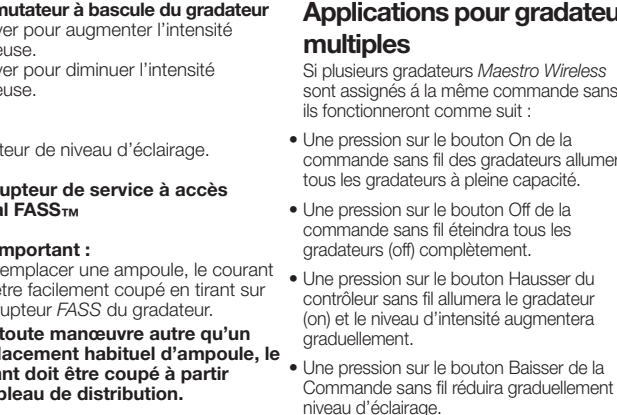 mutateur à bascule du gradateur
ver pour augmenter l'intensité
euse.
ver pour diminuer l'intensité
euse.
teur de niveau d'éclairage.
upteur de service à accès
al FASS™
mportant :
emplacer une ampoule, le courant
être facilement coupé en tirant sur
upteur FASS du gradateur.
toute manœuvre autre qu'un
lacement habituel d'ampoule, le
ant doit être coupé à partir
bleau de distribution.
Applications pour gradateu
multiples
Si plusieurs gradateurs Maestro Wireless
sont assignés á la même commande sans
ils fonctionneront comme suit :
• Une pression sur le bouton On de la
commande sans fil des gradateurs allumer
tous les gradateurs à pleine capacité.
• Une pression sur le bouton Off de la
commande sans fil éteindra tous les
gradateurs (off) complètement.
• Une pression sur le bouton Hausser du
contrôleur sans fil allumera le gradateur
(on) et le niveau d'intensité augmentera
graduellement.
• Une pression sur le bouton Baisser de la
Commande sans fil réduira graduellement
niveau d'éclairage.